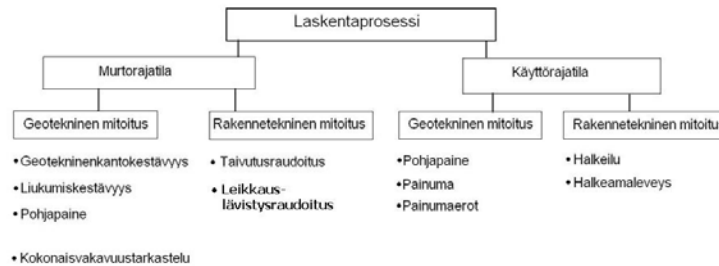 Laskentaprosessi
Murtorajatila
Käyttörajatila
Geotekninen mitoitus
Rakennetekninen mitoitus
Geotekninen mitoitus
Rakennetekninen mitoitu
• Geotekninenkantokestävyys
• Liukumiskestävyys
• Pohjapaine
• Kokonaisvakavuustarkastelu
• Taivutusraudoitus
• Leikkaus-
lävistysraudoitus
• Pohjapaine
• Painuma
• Painumaerot
• Halkeilu
• Halkeamaleveys